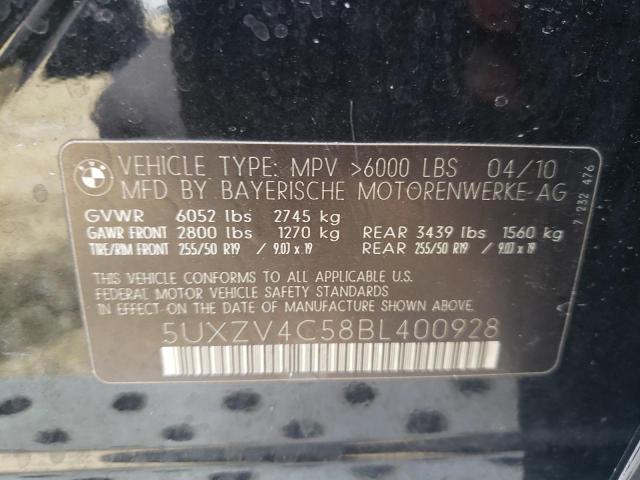 VEHICLE TYPE: MPV >6000 LBS 04/10
MFD BY BAYERISCHE MOTORENWERKE-AG
GVWR 6052 lbs 2745 kg
GAWR FRONT 2800 lbs 1270 kg REAR 3439 lbs 1560 kg
TIRE/RIM FRONT 255/50 R19 / 9.0J x 19 REAR 255/50 R19 / 9.0J x 19
THIS VEHICLE CONFORMS TO ALL APPLICABLE U.S.
FEDERAL MOTOR VEHICLE SAFETY STANDARDS
IN EFFECT ON THE DATE OF MANUFACTURE SHOWN ABOVE.
5UXZV4C58BL400928
7 232 476